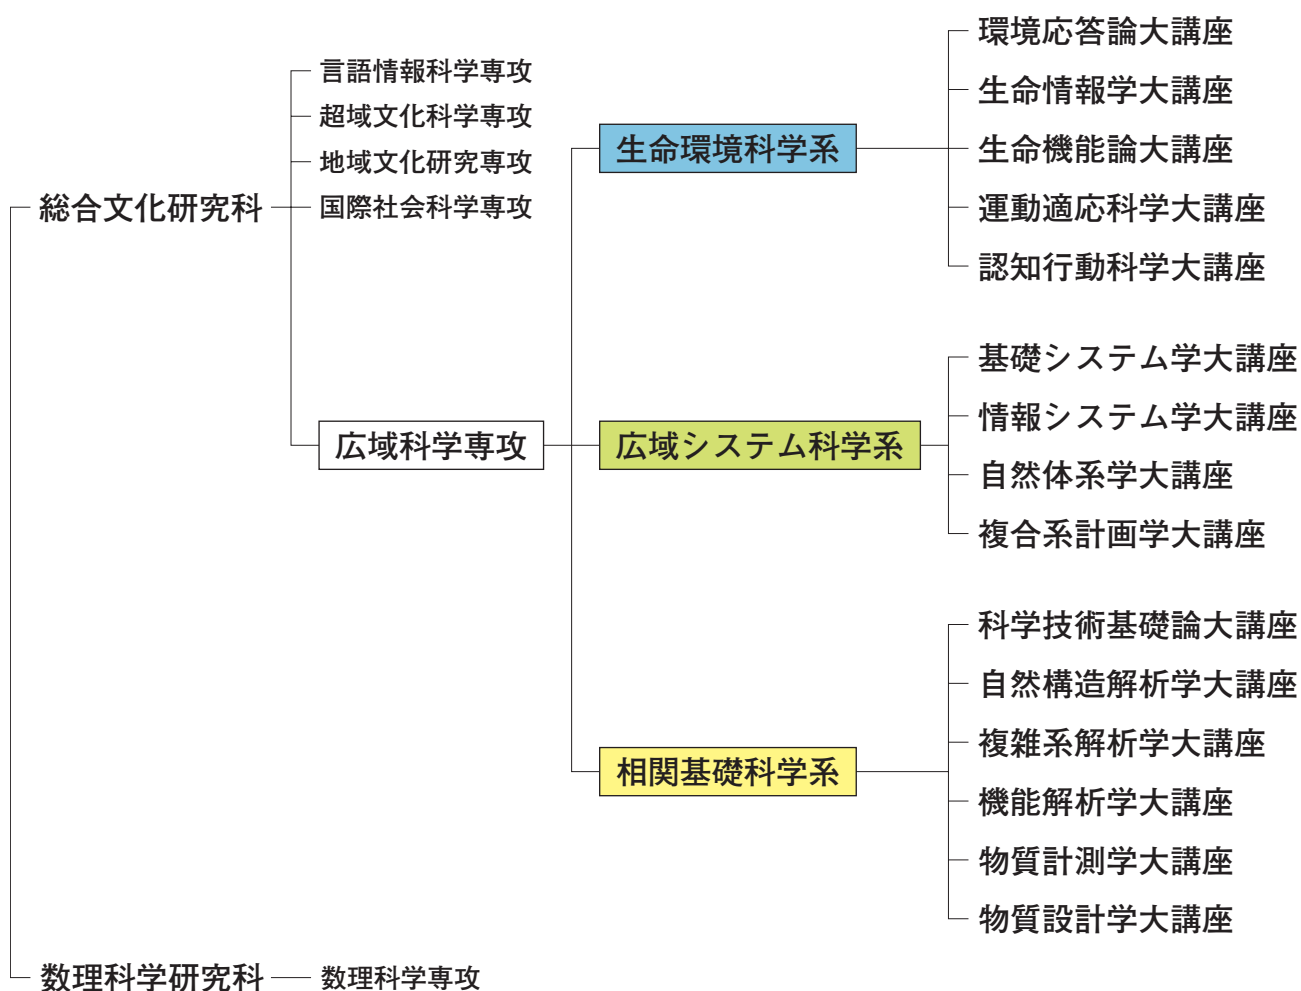 総合文化研究科
言語情報科学専攻
超域文化科学専攻
地域文化研究専攻
国際社会科学専攻
広域科学専攻
生命環境科学系
環境応答論大講座
生命情報学大講座
生命機能論大講座
運動適応科学大講座
認知行動科学大講座
広域システム科学系
基礎システム学大講座
情報システム学大講座
自然体系学大講座
複合系計画学大講座
相関基礎科学系
科学技術基礎論大講座
自然構造解析学大講座
複雑系解析学大講座
機能解析学大講座
物質計測学大講座
物質設計学大講座
数理科学研究科
数理科学専攻